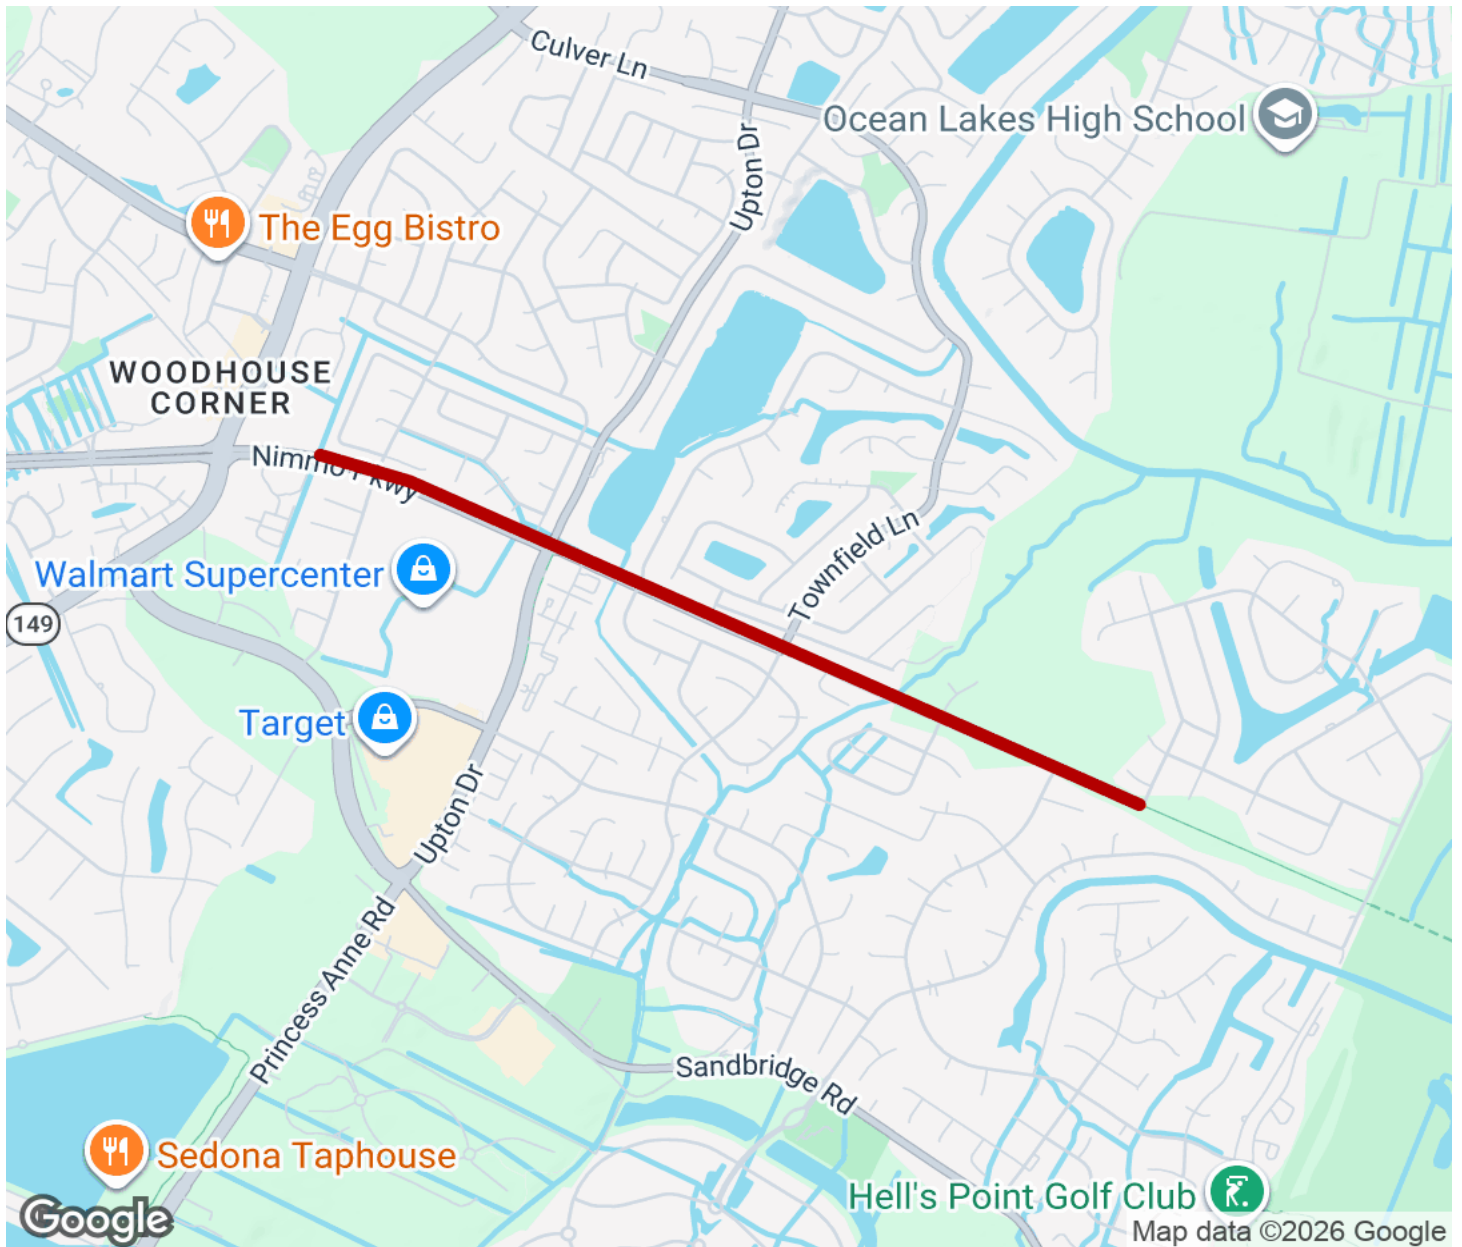 Culver Ln
Upton Dr
Ocean Lakes High School
The Egg Bistro
WOODHOUSE
CORNER
Nimmo Pkwy
Townfield Ln
Walmart Supercenter
149
Target
Upton Dr
Princess Anne Rd
Sandbridge Rd
Sedona Taphouse
Hell's Point Golf Club
Google
Map data ©2026 Google